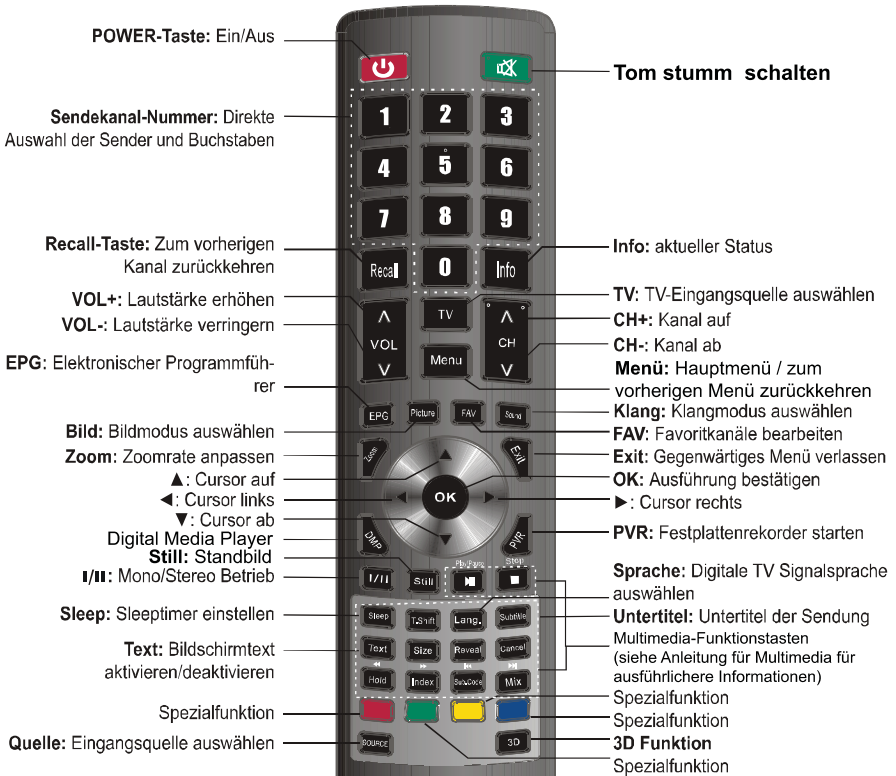 POWER-Taste: Ein/Aus
Tom stumm schalten
Sendekanal-Nummer: Direkte
Auswahl der Sender und Buchstaben
1 2 3
4 5 6
7 8 9
Recall-Taste: Zum vorherigen
Kanal zurückkehren
Recall 0 Info
Info: aktueller Status
VOL+: Lautstärke erhöhen
VOL-: Lautstärke verringern
EPG: Elektronischer Programmfüh-
rer
TV
VOL
CH
Menu
TV: TV-Eingangsquelle auswählen
CH+: Kanal auf
CH-: Kanal ab
Menü: Hauptmenü / zum
vorherigen Menü zurückkehren
EPG Picture FAV Sound
Bild: Bildmodus auswählen
Zoom: Zoomrate anpassen
▲: Cursor auf
◄: Cursor links
▼: Cursor ab
Digital Media Player
Still: Standbild
I/II: Mono/Stereo Betrieb
Zoom Exit
OK
DMP PVR
Klang: Klangmodus auswählen
FAV: Favoritkanäle bearbeiten
Exit: Gegenwärtiges Menü verlassen
OK: Ausführung bestätigen
►: Cursor rechts
PVR: Festplattenrekorder starten
Play/Pause Stop
I/II Still
Sprache: Digitale TV Signalsprache
auswählen
Sleep: Sleeptimer einstellen
Text: Bildschirmtext
aktivieren/deaktivieren
Sleep T.Shift Lang. Subtitle
Text Size Reveal Cancel
Hold Index Sub.Code Mix
Untertitel: Untertitel der Sendung
Multimedia-Funktionstasten
(siehe Anleitung für Multimedia für
ausführlichere Informationen)
Spezialfunktion
Quelle: Eingangsquelle auswählen
SOURCE 3D
Spezialfunktion
Spezialfunktion
3D Funktion
Spezialfunktion